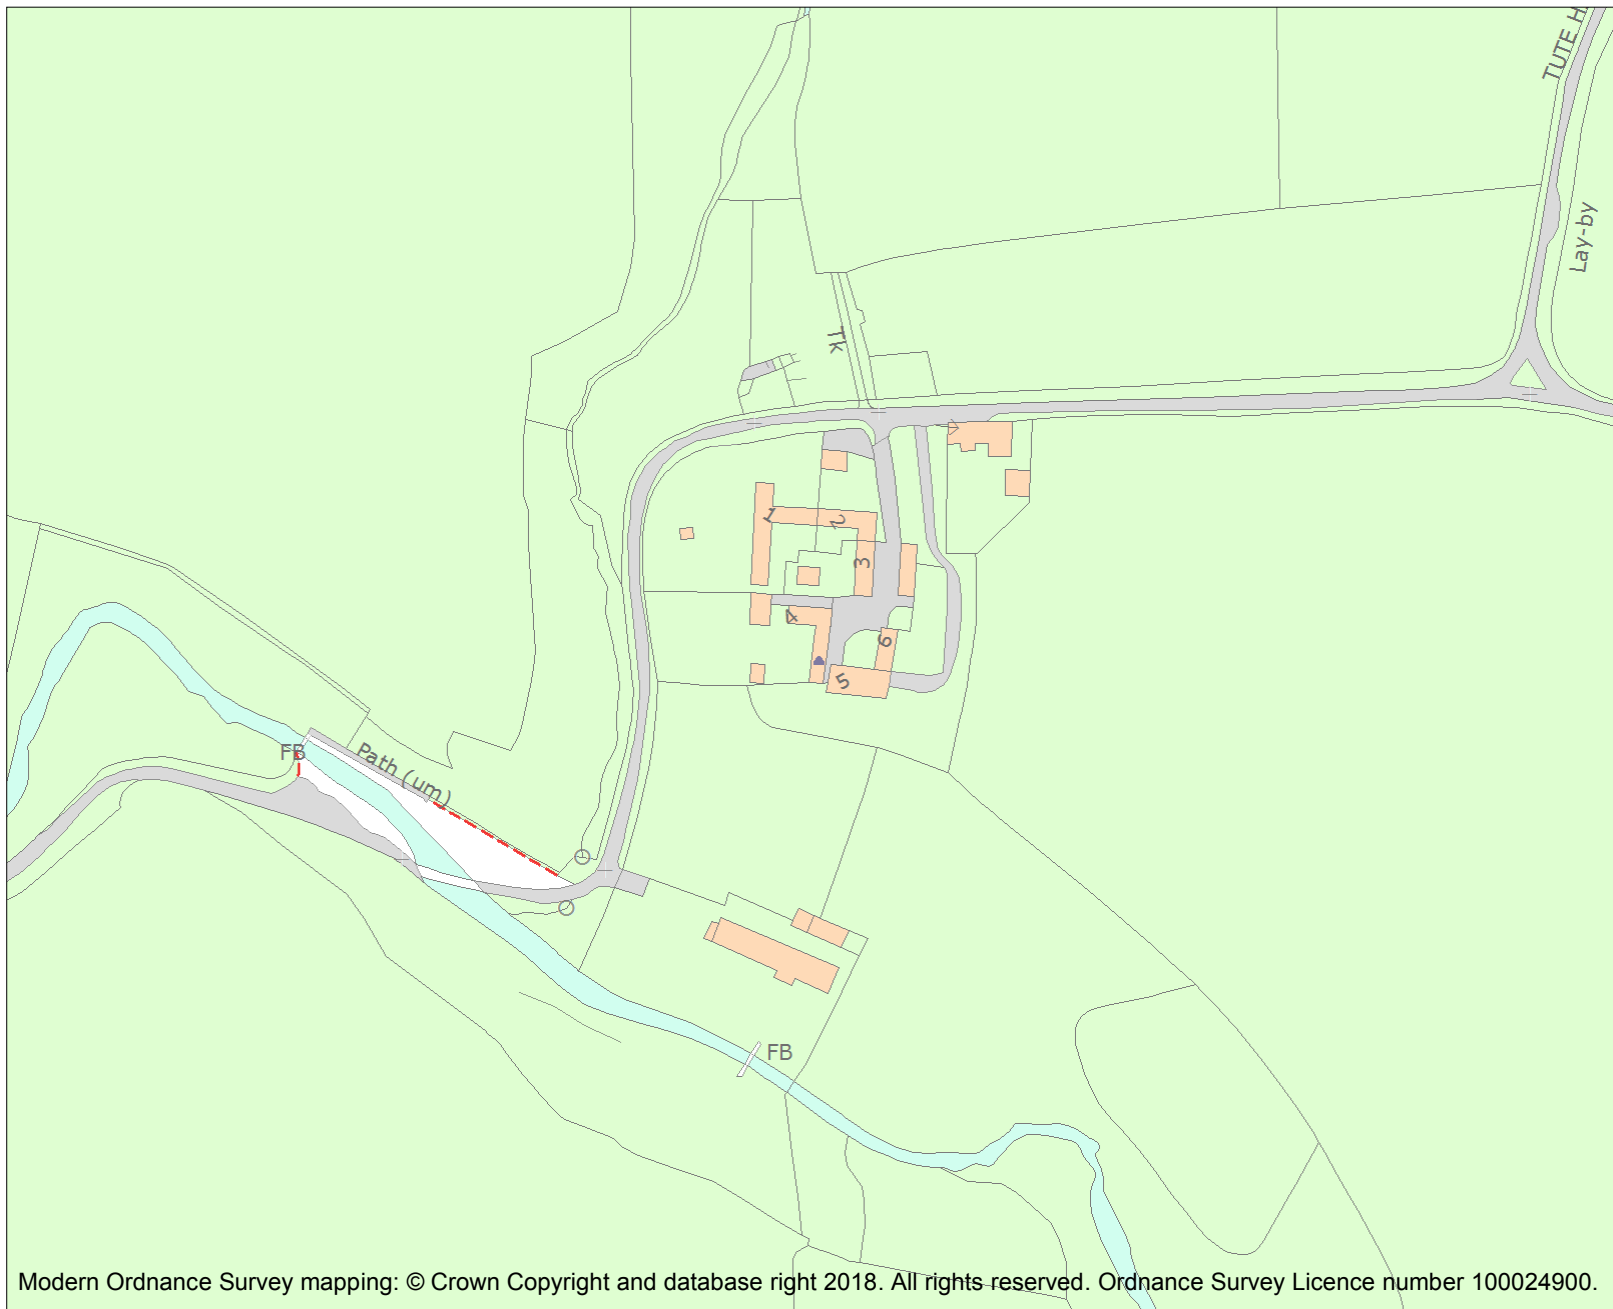 TUTE H
Lay-by
Tk
1
2
3
4
6
5
FB
Path (um)
FB
Modern Ordnance Survey mapping: © Crown Copyright and database right 2018. All rights reserved. Ordnance Survey Licence number 100024900.